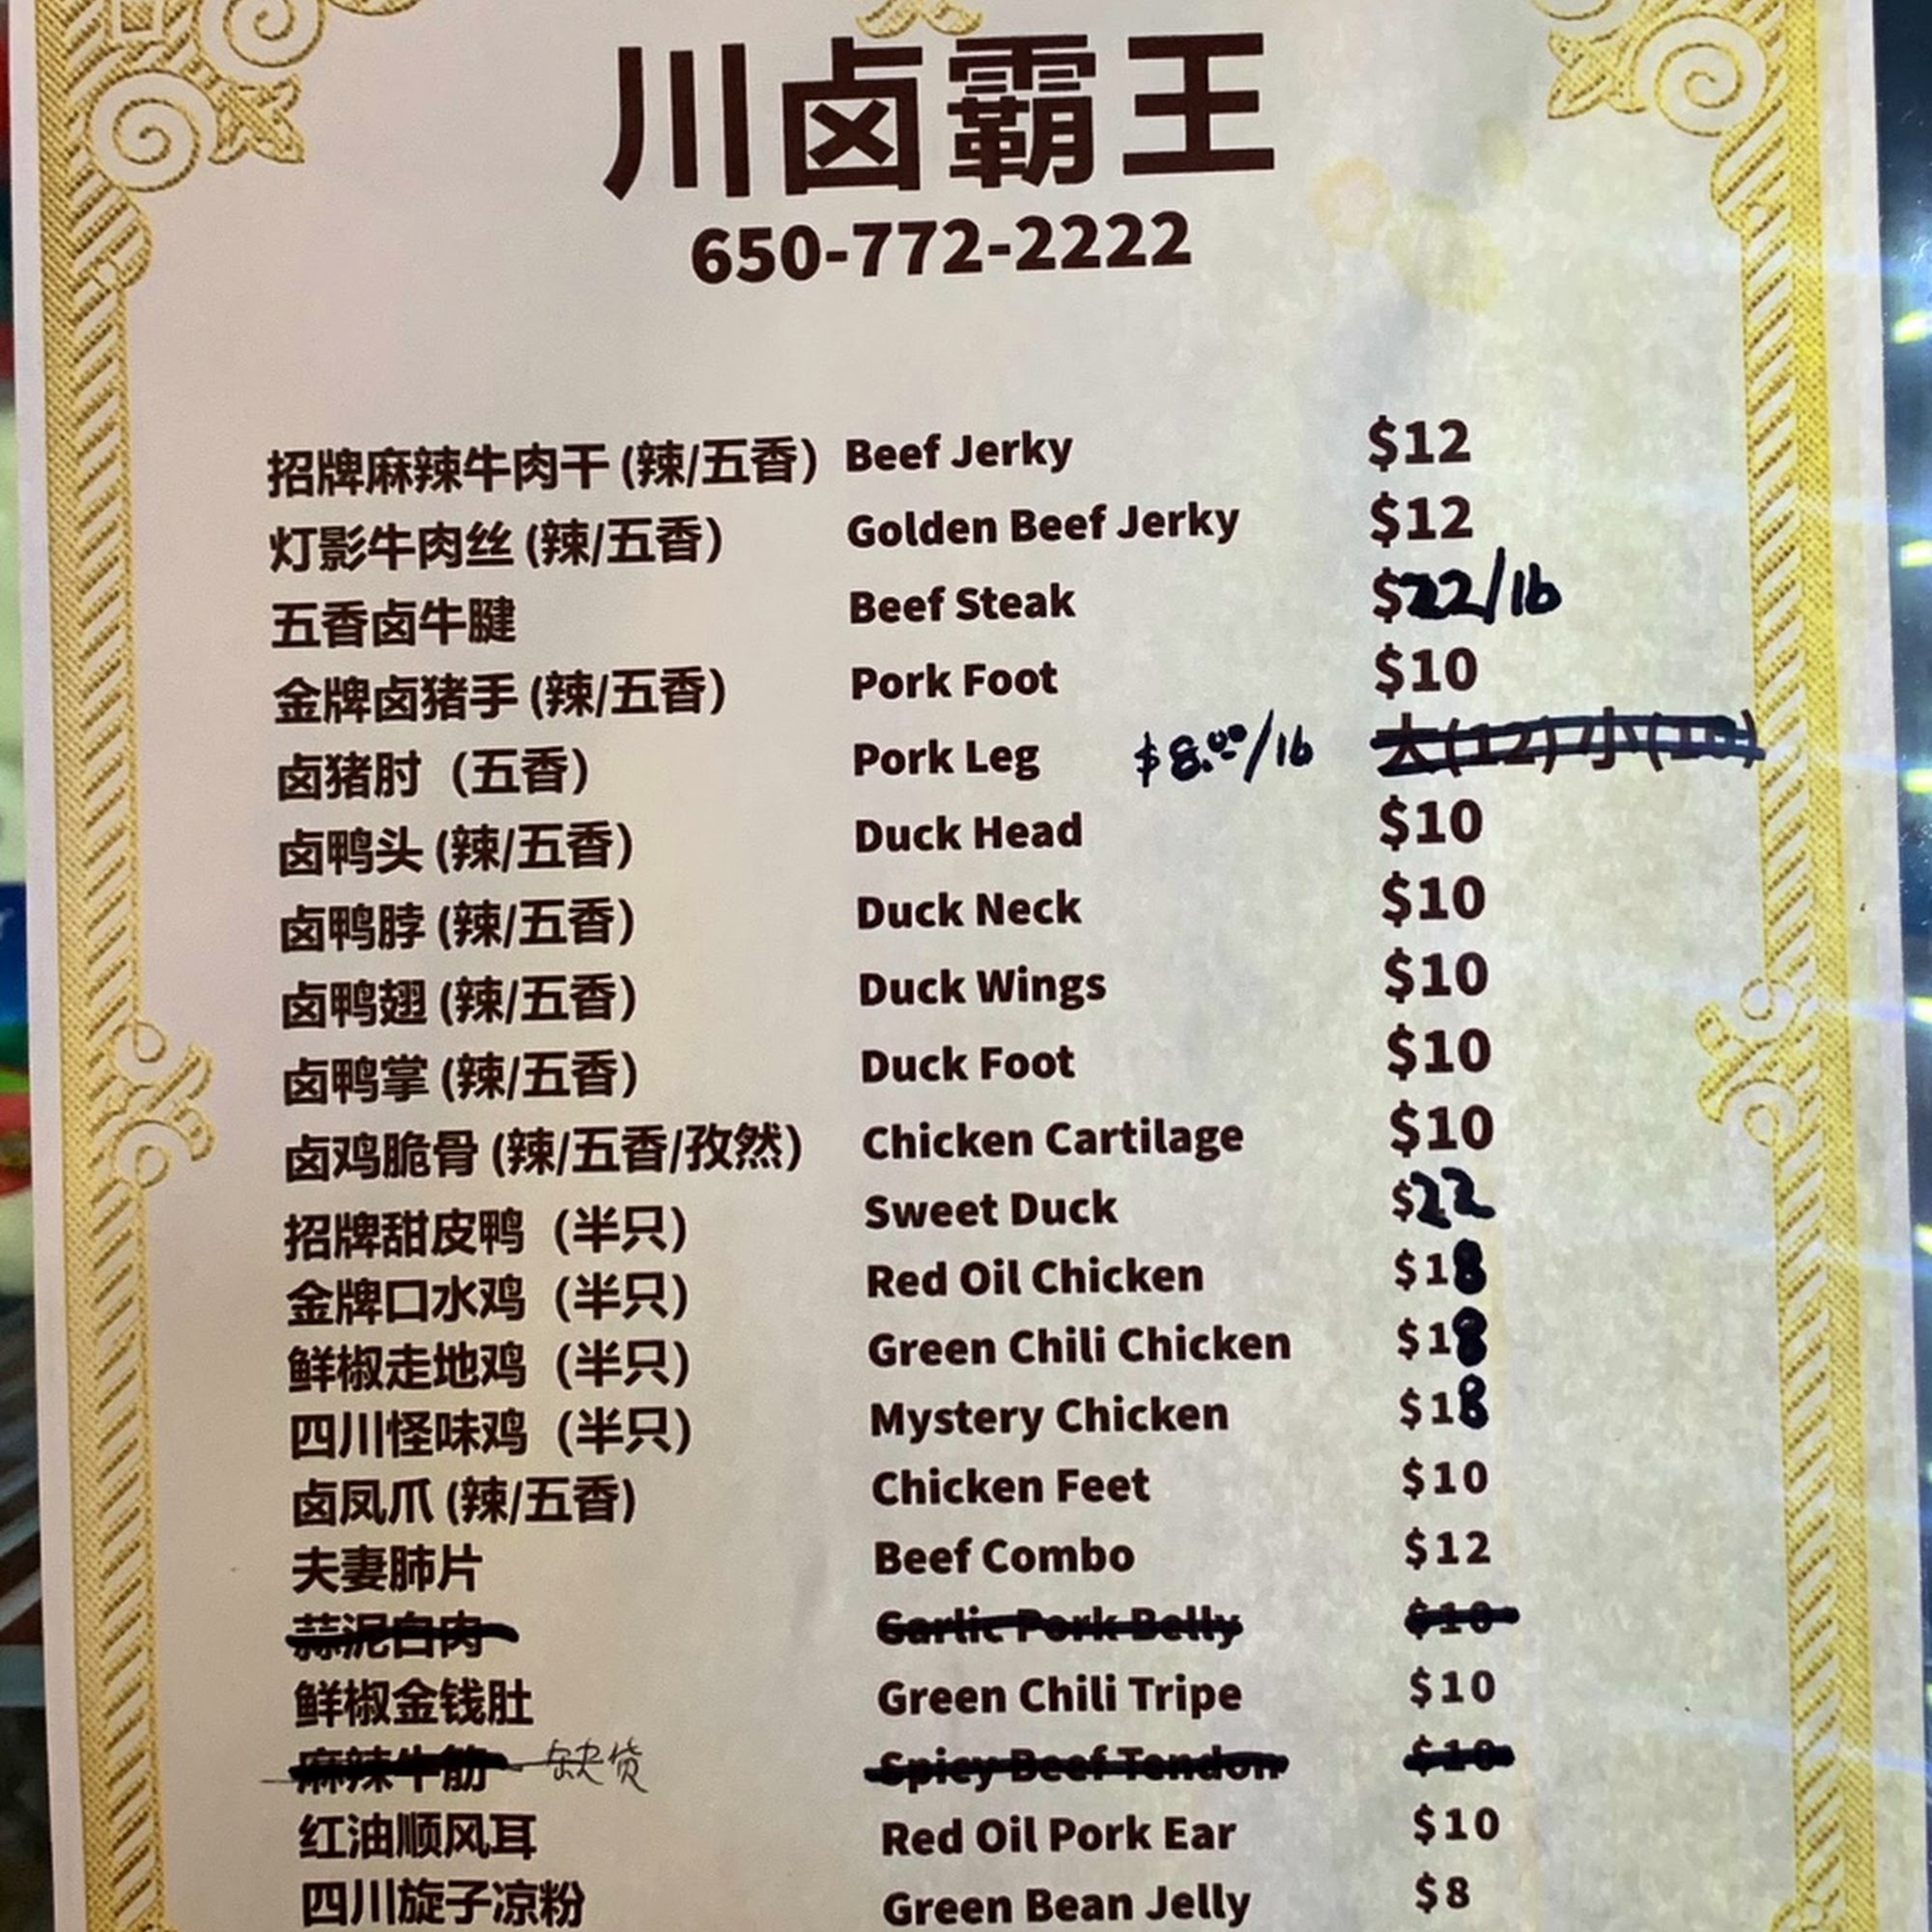 川卤霸王
650-772-2222
招牌麻辣牛肉干 (辣/五香) Beef Jerky $12
灯影牛肉丝 (辣/五香) Golden Beef Jerky $12
五香卤牛腱 Beef Steak $22/lb
金牌卤猪手 (辣/五香) Pork Foot $10
卤猪肘 (五香) Pork Leg $8.00/lb 大(12) 小(10)
卤鸭头 (辣/五香) Duck Head $10
卤鸭脖 (辣/五香) Duck Neck $10
卤鸭翅 (辣/五香) Duck Wings $10
卤鸭掌 (辣/五香) Duck Foot $10
卤鸡脆骨 (辣/五香/孜然) Chicken Cartilage $10
招牌甜皮鸭 (半只) Sweet Duck $22
金牌口水鸡 (半只) Red Oil Chicken $18
鲜椒走地鸡 (半只) Green Chili Chicken $18
四川怪味鸡 (半只) Mystery Chicken $18
卤凤爪 (辣/五香) Chicken Feet $10
夫妻肺片 Beef Combo $12
蒜泥白肉 Garlic Pork Belly $10
鲜椒金钱肚 Green Chili Tripe $10
麻辣牛筋 缺货 Spicy Beef Tendon $10
红油顺风耳 Red Oil Pork Ear $10
四川旋子凉粉 Green Bean Jelly $8